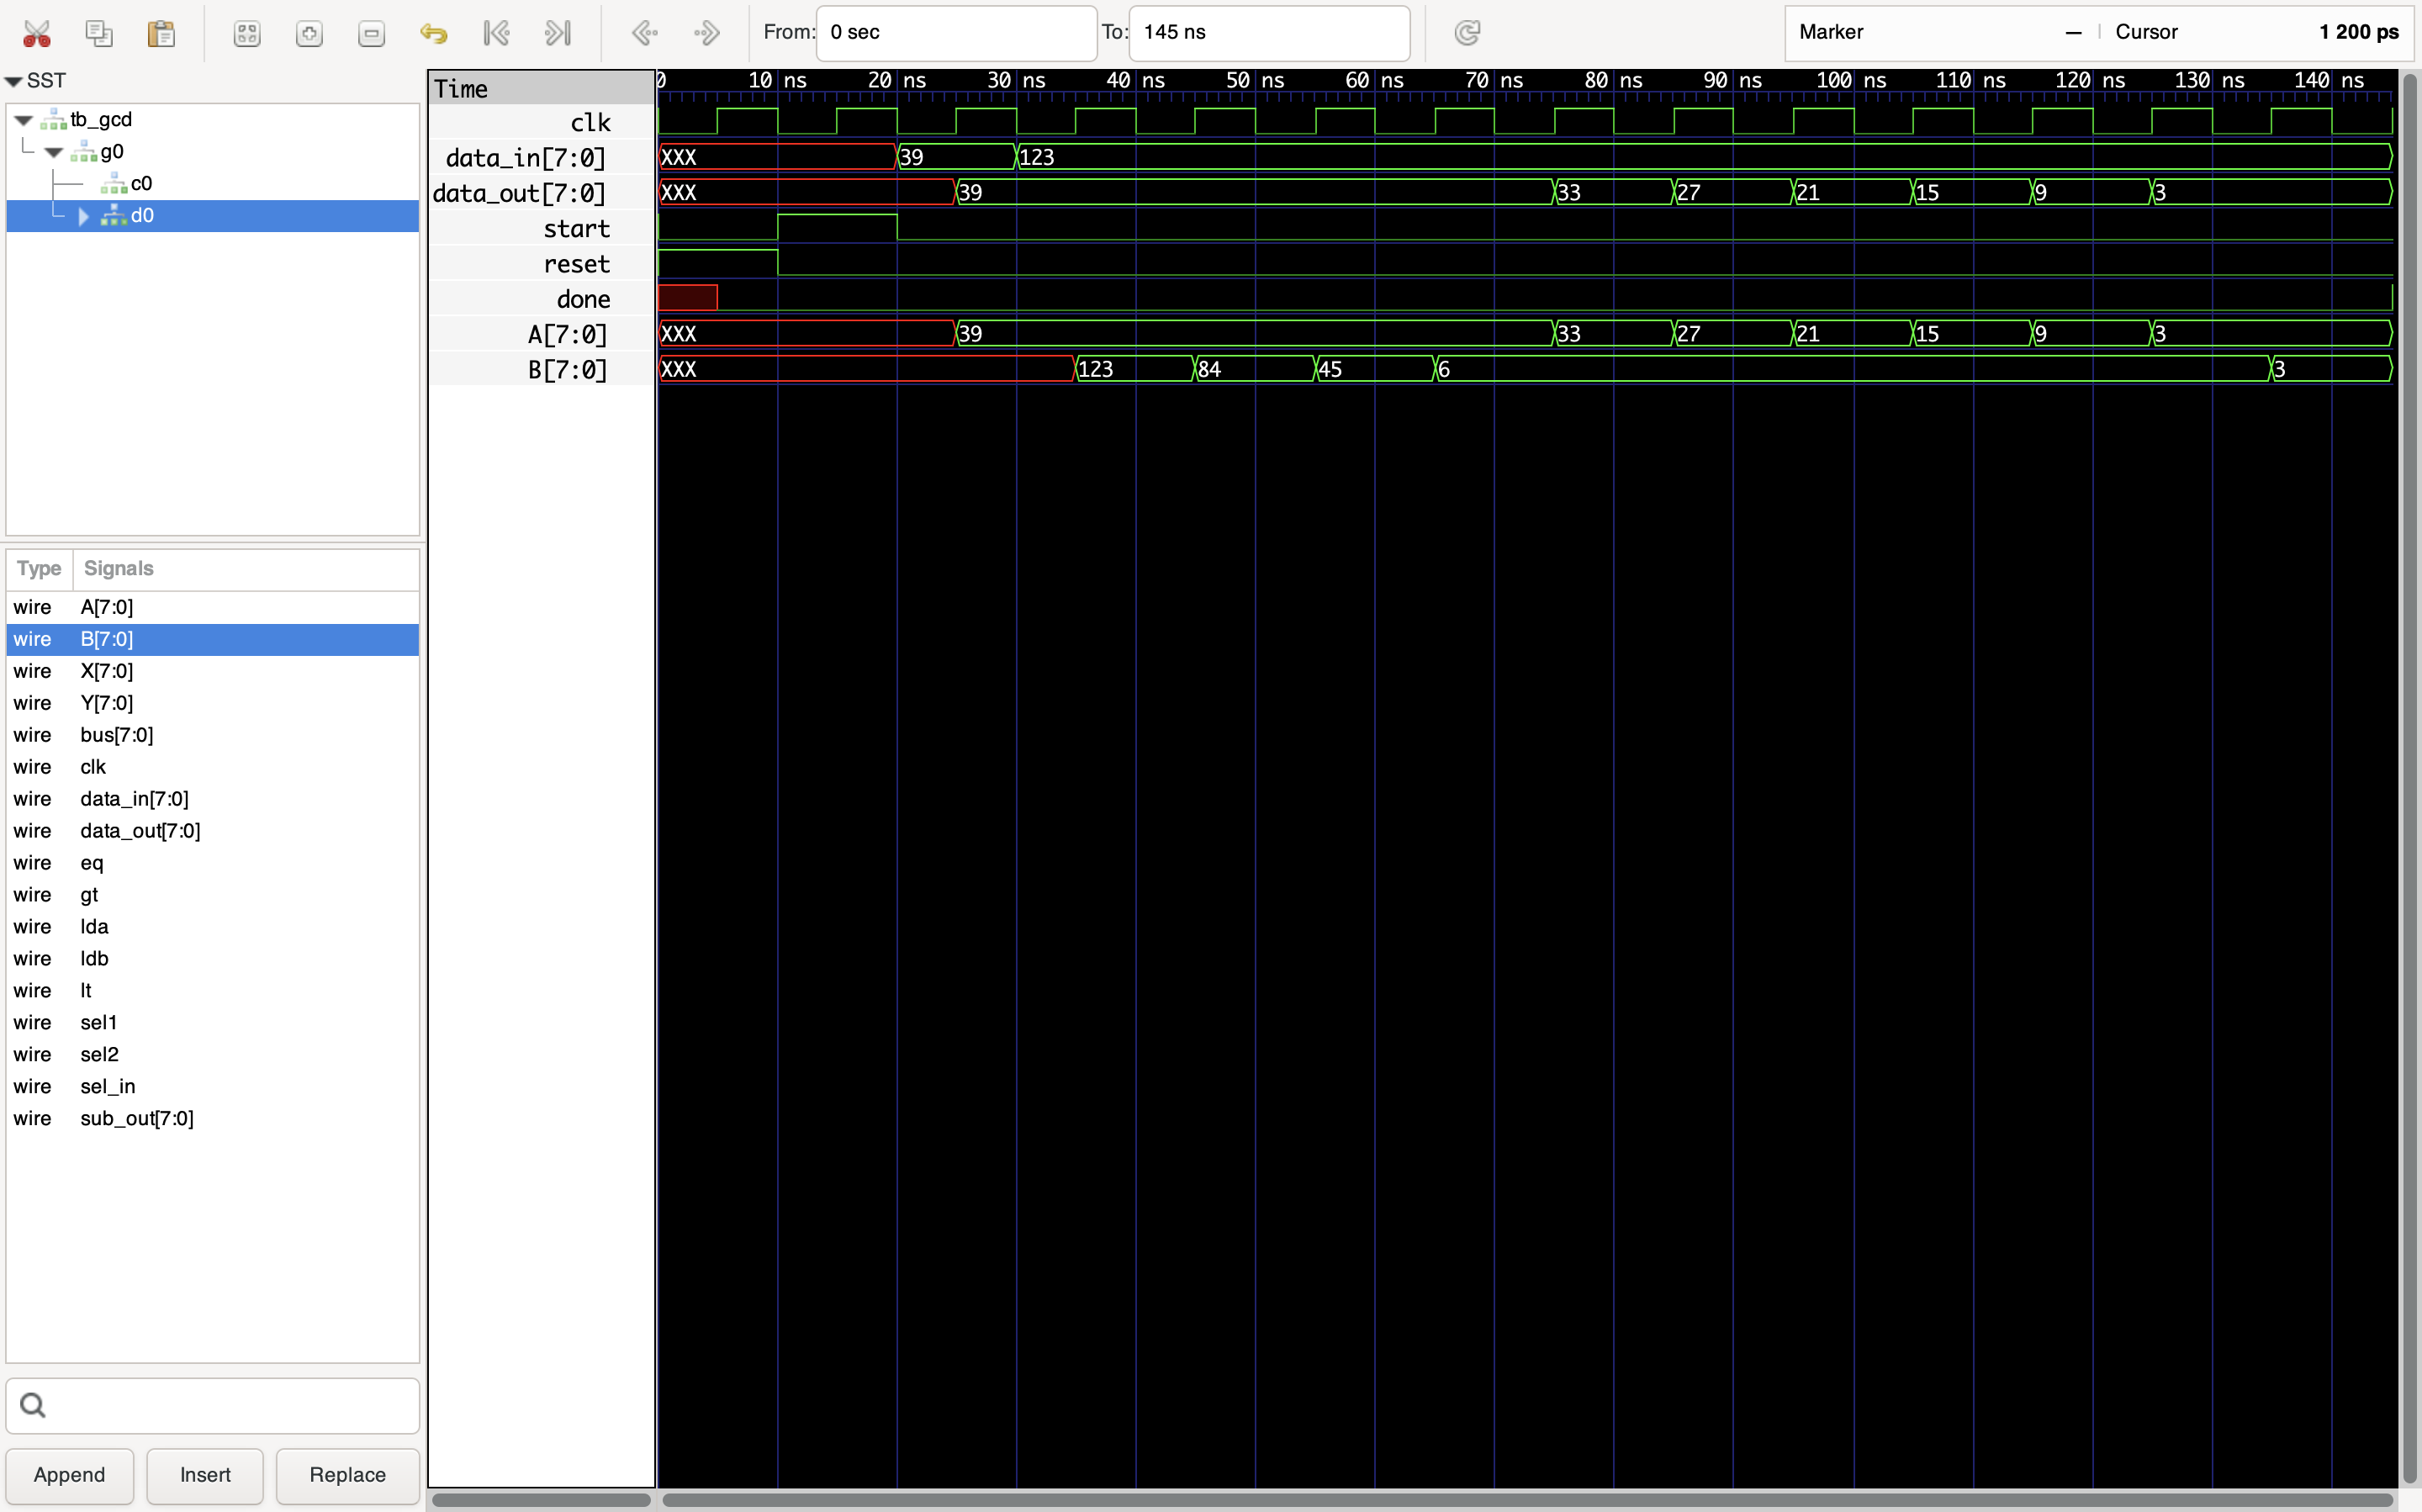 From: 0 sec To: 145 ns Marker — | Cursor 1 200 ps
SST
tb_gcd
g0
c0
d0
Type Signals
wire A[7:0]
wire B[7:0]
wire X[7:0]
wire Y[7:0]
wire bus[7:0]
wire clk
wire data_in[7:0]
wire data_out[7:0]
wire eq
wire gt
wire lda
wire ldb
wire lt
wire sel1
wire sel2
wire sel_in
wire sub_out[7:0]
Append Insert Replace
Time 0 10 ns 20 ns 30 ns 40 ns 50 ns 60 ns 70 ns 80 ns 90 ns 100 ns 110 ns 120 ns 130 ns 140 ns
clk
data_in[7:0] XXX 39 123
data_out[7:0] XXX 39 33 27 21 15 9 3
start
reset
done
A[7:0] XXX 39 33 27 21 15 9 3
B[7:0] XXX 123 84 45 6 3